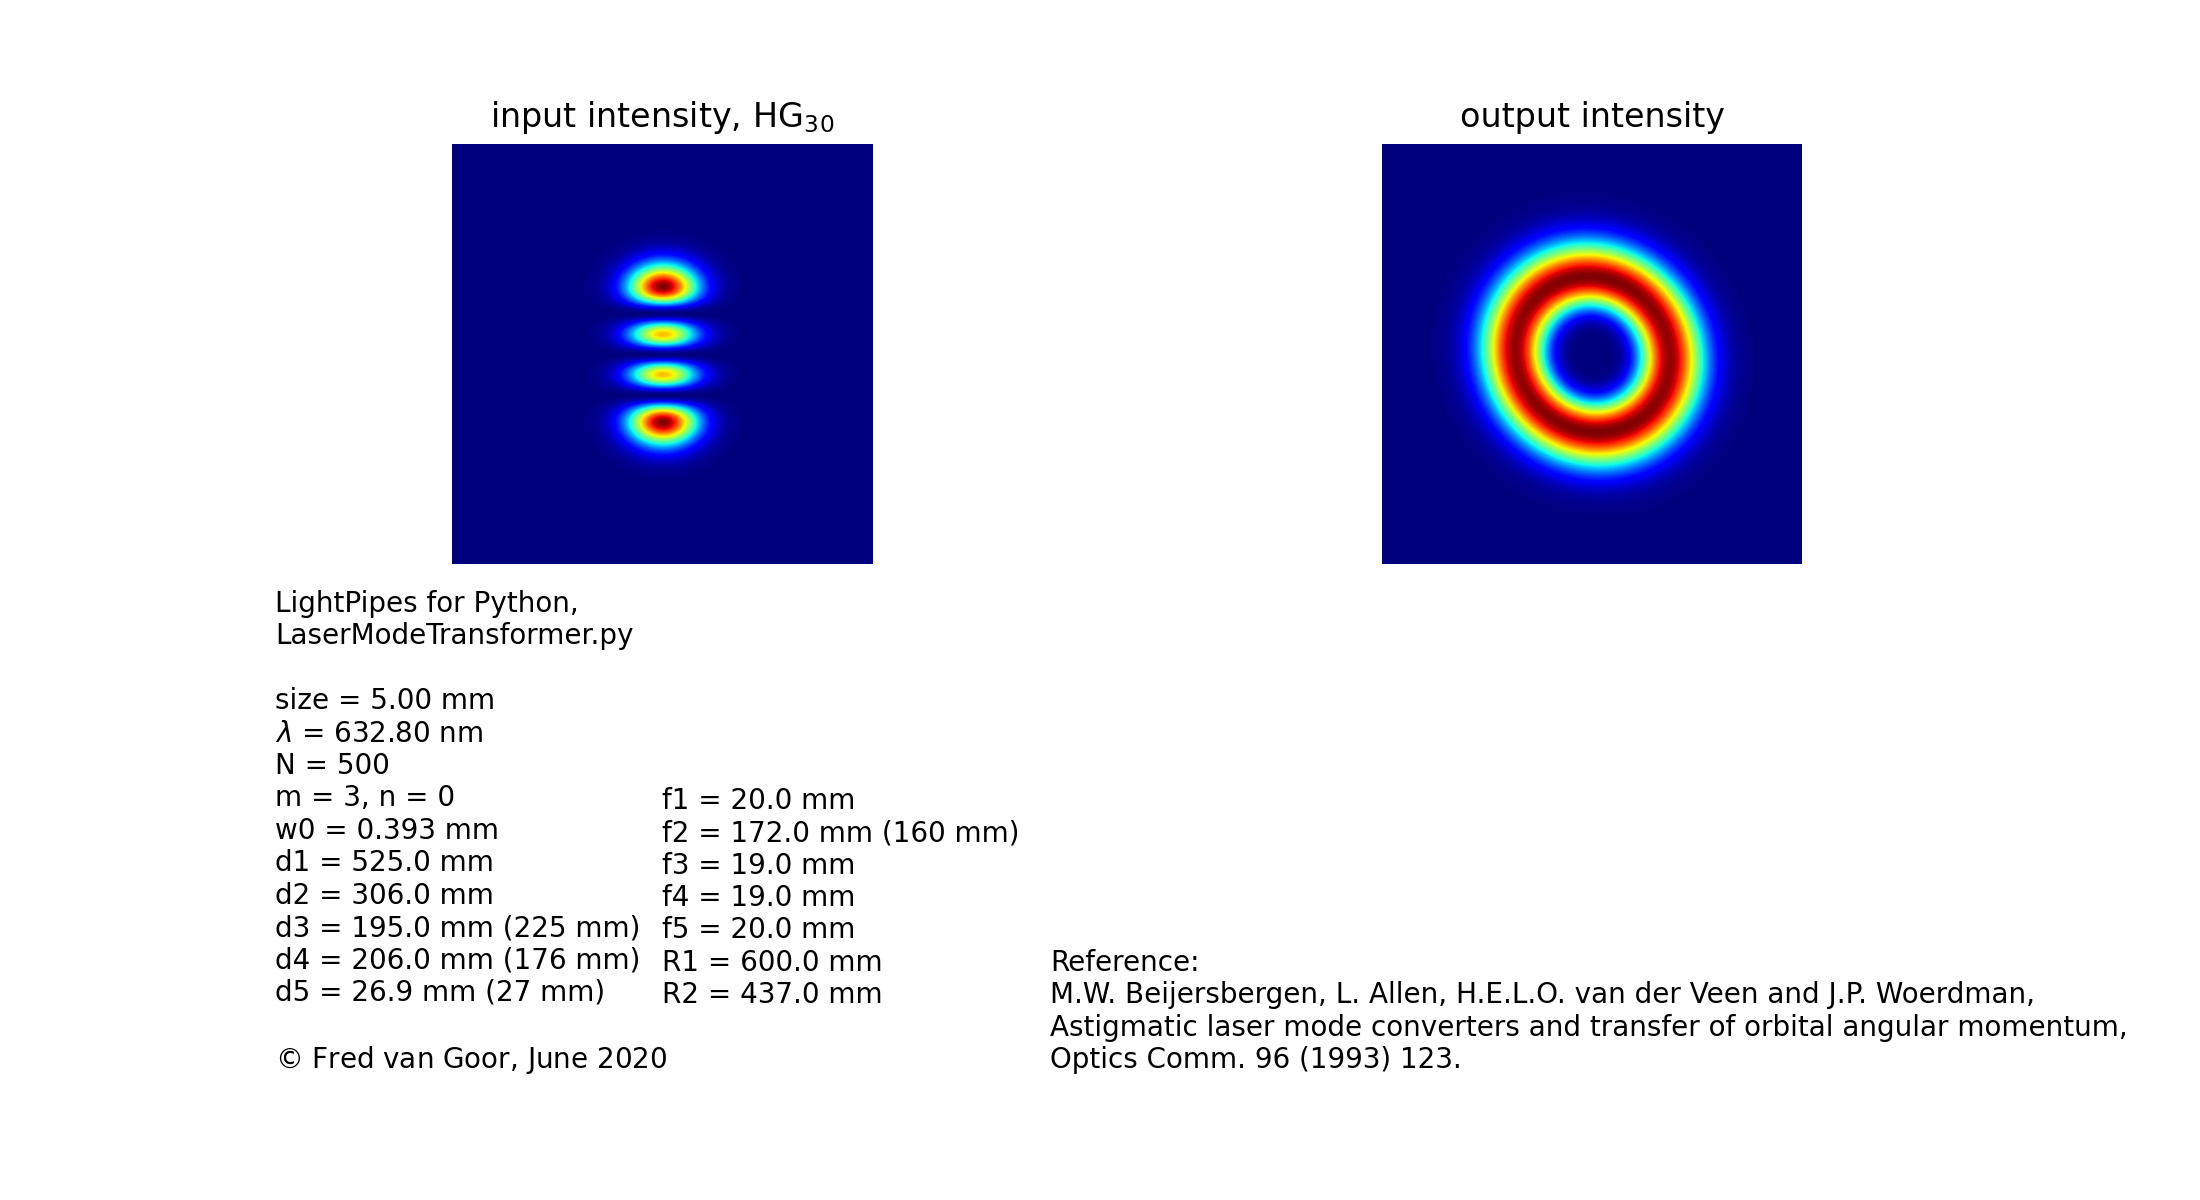 input intensity, HG₃₀
output intensity
LightPipes for Python,
LaserModeTransformer.py
size = 5.00 mm
λ = 632.80 nm
N = 500
m = 3, n = 0
w0 = 0.393 mm
d1 = 525.0 mm
d2 = 306.0 mm
d3 = 195.0 mm (225 mm)
d4 = 206.0 mm (176 mm)
d5 = 26.9 mm (27 mm)
© Fred van Goor, June 2020
f1 = 20.0 mm
f2 = 172.0 mm (160 mm)
f3 = 19.0 mm
f4 = 19.0 mm
f5 = 20.0 mm
R1 = 600.0 mm
R2 = 437.0 mm
Reference:
M.W. Beijersbergen, L. Allen, H.E.L.O. van der Veen and J.P. Woerdman,
Astigmatic laser mode converters and transfer of orbital angular momentum,
Optics Comm. 96 (1993) 123.